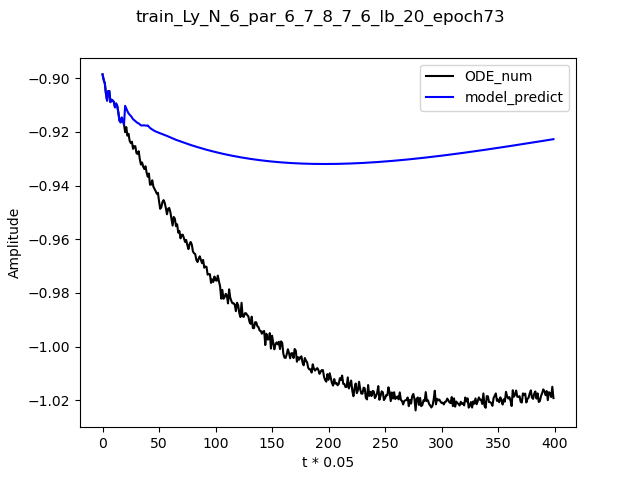 train_Ly_N_6_par_6_7_8_7_6_lb_20_epoch73
ODE_num
model_predict
Amplitude
−0.90
−0.92
−0.94
−0.96
−0.98
−1.00
−1.02
0 50 100 150 200 250 300 350 400
t * 0.05